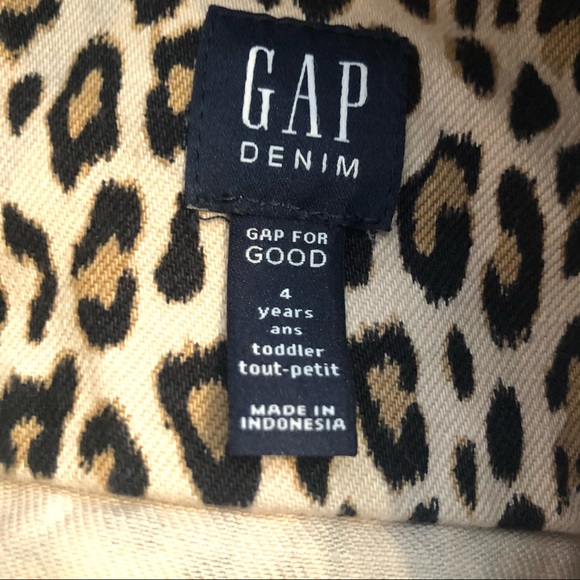 GAP
DENIM
GAP FOR
GOOD
4
years
ans
toddler
tout-petit
MADE IN
INDONESIA